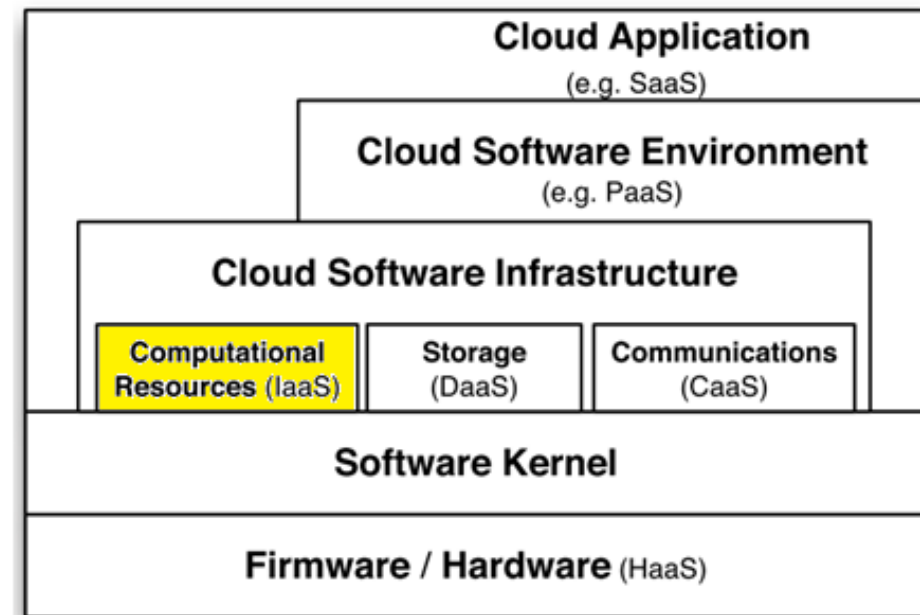 Cloud Application
(e.g. SaaS)
Cloud Software Environment
(e.g. PaaS)
Cloud Software Infrastructure
Computational
Resources (IaaS)
Storage
(DaaS)
Communications
(CaaS)
Software Kernel
Firmware / Hardware (HaaS)